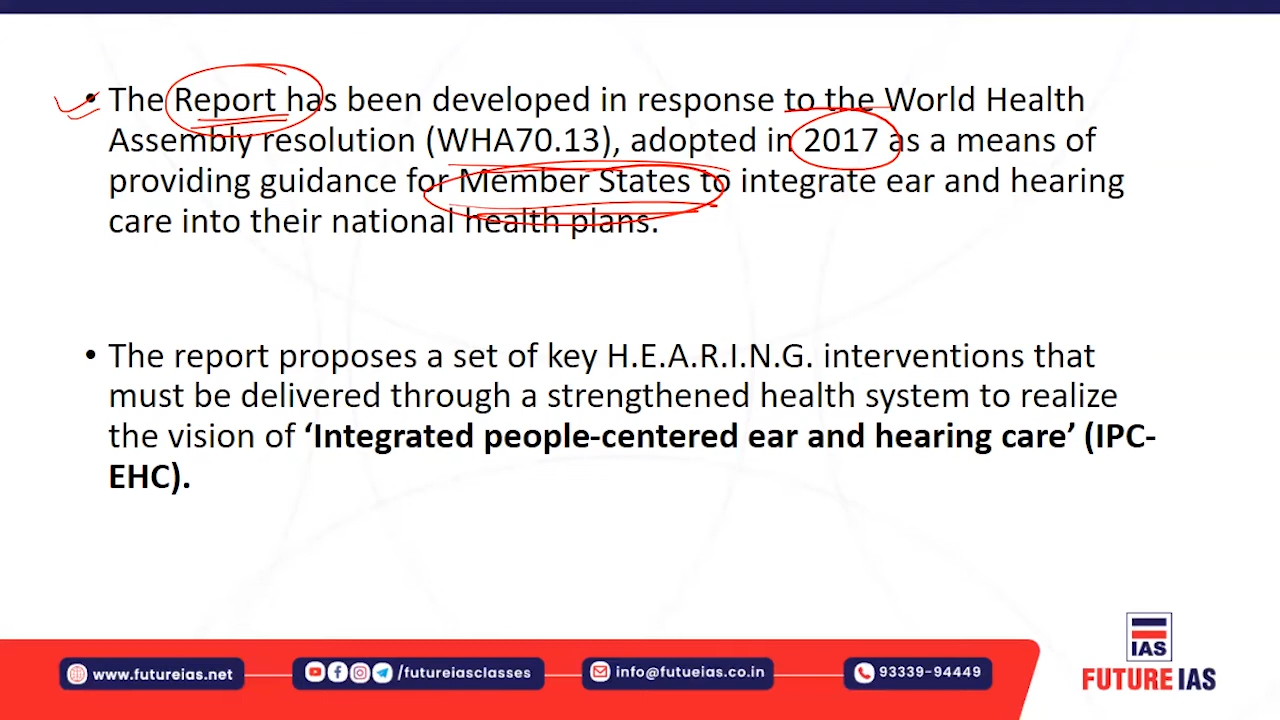 • The Report has been developed in response to the World Health
Assembly resolution (WHA70.13), adopted in 2017 as a means of
providing guidance for Member States to integrate ear and hearing
care into their national health plans.
• The report proposes a set of key H.E.A.R.I.N.G. interventions that
must be delivered through a strengthened health system to realize
the vision of ‘Integrated people-centered ear and hearing care’ (IPC-
EHC).
www.futureias.net
/futureiasclasses
info@futueias.co.in
93339-94449
IAS
FUTURE IAS